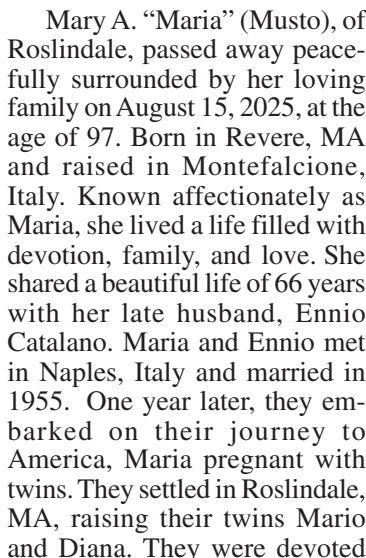 Mary A. “Maria” (Musto), of
Roslindale, passed away peace-
fully surrounded by her loving
family on August 15, 2025, at the
age of 97. Born in Revere, MA
and raised in Montefalcione,
Italy. Known affectionately as
Maria, she lived a life filled with
devotion, family, and love. She
shared a beautiful life of 66 years
with her late husband, Ennio
Catalano. Maria and Ennio met
in Naples, Italy and married in
1955. One year later, they em-
barked on their journey to
America, Maria pregnant with
twins. They settled in Roslindale,
MA, raising their twins Mario
and Diana. They were devoted